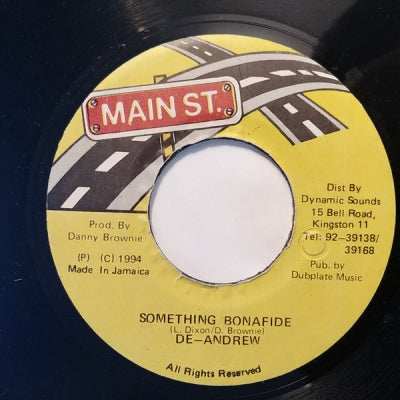 MAIN ST.
Prod. By
Danny Brownie
(P) (C) 1994
Made In Jamaica
Dist By
Dynamic Sounds
15 Bell Road,
Kingston 11
Tel: 92-39138/
39168
Pub. by
Dubplate Music
SOMETHING BONAFIDE
(L. Dixon/D. Brownie)
DE-ANDREW
All Rights Reserved